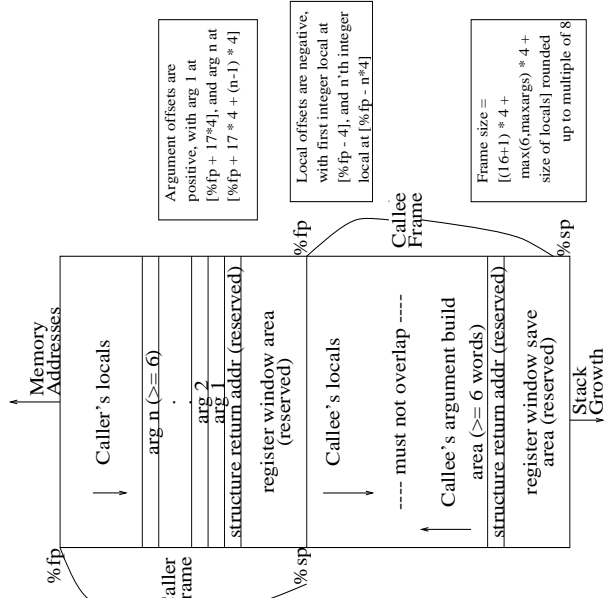 Memory
Addresses
%fp
Caller's locals
arg n (>= 6)
.
.
arg 2
arg 1
structure return addr (reserved)
register window area
(reserved)
%sp
%fp
Callee's locals
---- must not overlap ----
Callee's argument build
area (>= 6 words)
structure return addr (reserved)
register window save
area (reserved)
%sp
Callee
Frame
Stack
Growth
aller
rame
Argument offsets are
positive, with arg 1 at
[%fp + 17*4], and arg n at
[%fp + 17 * 4 + (n-1) * 4]
Local offsets are negative,
with first integer local at
[%fp - 4], and n'th integer
local at [%fp - n*4]
Frame size =
[(16+1) * 4 +
max(6,maxargs) * 4 +
size of locals] rounded
up to multiple of 8